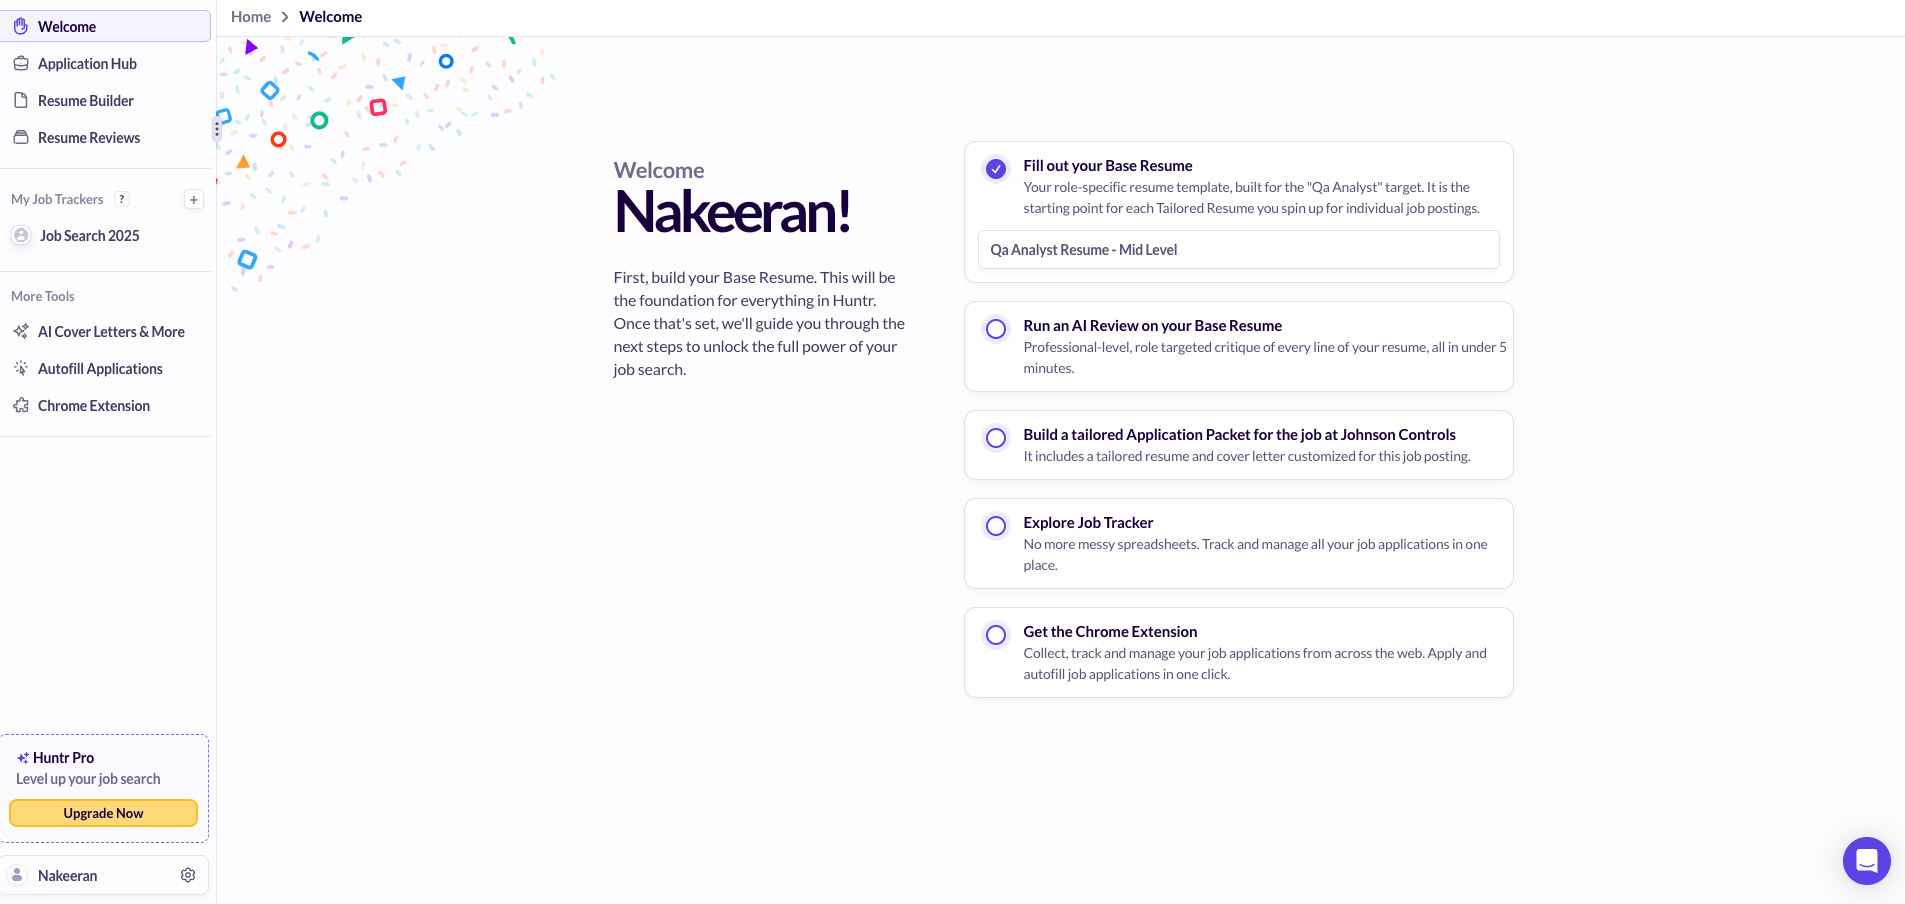 Welcome
Application Hub
Resume Builder
Resume Reviews
My Job Trackers ?
+
Job Search 2025
More Tools
AI Cover Letters & More
Autofill Applications
Chrome Extension
Huntr Pro
Level up your job search
Upgrade Now
Nakeeran
Home > Welcome
Welcome
Nakeeran!
First, build your Base Resume. This will be
the foundation for everything in Huntr.
Once that's set, we'll guide you through the
next steps to unlock the full power of your
job search.
Fill out your Base Resume
Your role-specific resume template, built for the "Qa Analyst" target. It is the
starting point for each Tailored Resume you spin up for individual job postings.
Qa Analyst Resume - Mid Level
Run an AI Review on your Base Resume
Professional-level, role targeted critique of every line of your resume, all in under 5
minutes.
Build a tailored Application Packet for the job at Johnson Controls
It includes a tailored resume and cover letter customized for this job posting.
Explore Job Tracker
No more messy spreadsheets. Track and manage all your job applications in one
place.
Get the Chrome Extension
Collect, track and manage your job applications from across the web. Apply and
autofill job applications in one click.